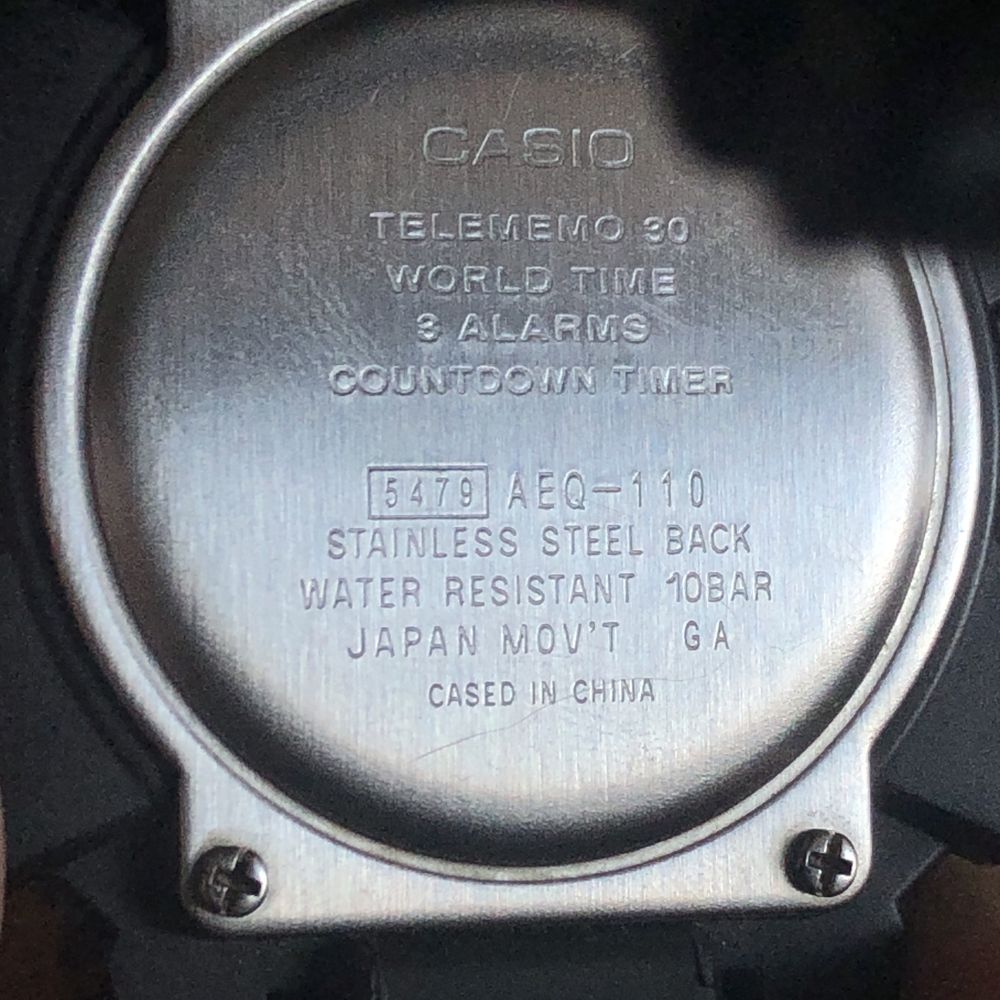 CASIO
TELEMEMO 30
WORLD TIME
3 ALARMS
COUNTDOWN TIMER
5479 AEQ-110
STAINLESS STEEL BACK
WATER RESISTANT 10BAR
JAPAN MOV'T GA
CASED IN CHINA